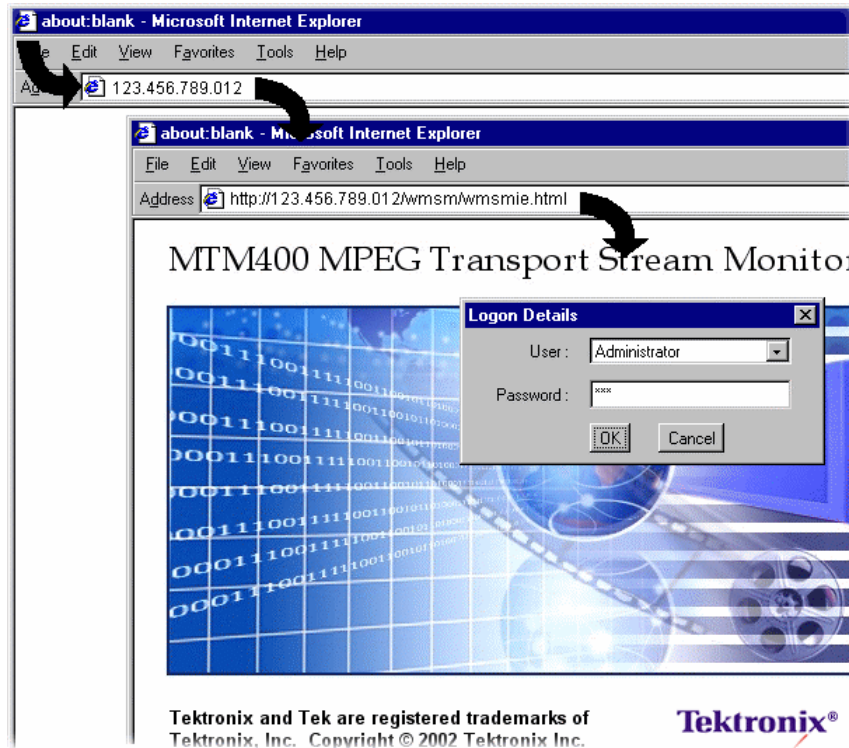 about:blank - Microsoft Internet Explorer
Edit View Favorites Tools Help
123.456.789.012
about:blank - Microsoft Internet Explorer
File Edit View Favorites Tools Help
Address http://123.456.789.012/wmsm/wmsmie.html
MTM400 MPEG Transport Stream Monitor
Logon Details
User : Administrator
Password : ***
OK Cancel
Tektronix and Tek are registered trademarks of
Tektronix, Inc. Copyright © 2002 Tektronix Inc.
Tektronix®